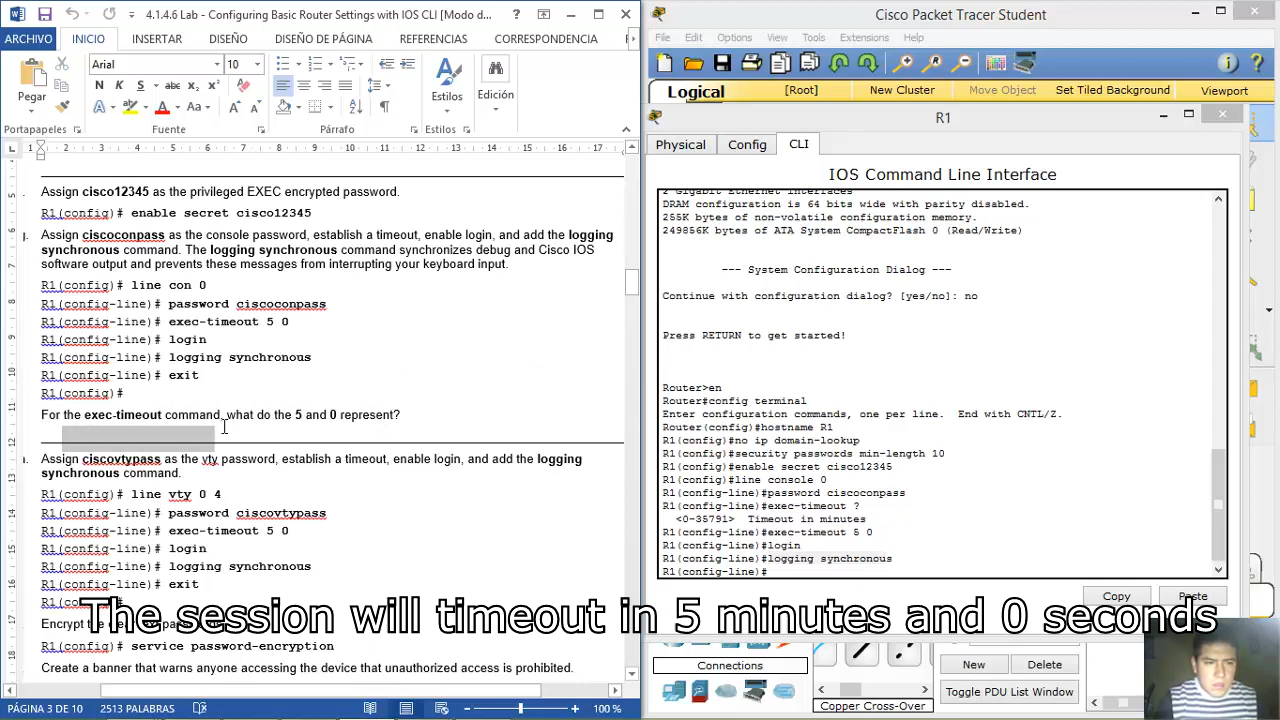 4.1.4.6 Lab - Configuring Basic Router Settings with IOS CLI [Modo d...
ARCHIVO INICIO INSERTAR DISEÑO DISEÑO DE PÁGINA REFERENCIAS CORRESPONDENCIA
Arial 10
Pegar
N K S abc x₂ x²
Estilos
Edición
Portapapeles Fuente Párrafo Estilos
Assign cisco12345 as the privileged EXEC encrypted password.
R1(config)# enable secret cisco12345
Assign ciscoconpass as the console password, establish a timeout, enable login, and add the logging
synchronous command. The logging synchronous command synchronizes debug and Cisco IOS
software output and prevents these messages from interrupting your keyboard input.
R1(config)# line con 0
R1(config-line)# password ciscoconpass
R1(config-line)# exec-timeout 5 0
R1(config-line)# login
R1(config-line)# logging synchronous
R1(config-line)# exit
R1(config)#
For the exec-timeout command, what do the 5 and 0 represent?
Assign ciscovtypass as the vty password, establish a timeout, enable login, and add the logging
synchronous command.
R1(config)# line vty 0 4
R1(config-line)# password ciscovtypass
R1(config-line)# exec-timeout 5 0
R1(config-line)# login
R1(config-line)# logging synchronous
R1(config-line)# exit
R1(config)# service password-encryption
Create a banner that warns anyone accessing the device that unauthorized access is prohibited.
PÁGINA 3 DE 10 2513 PALABRAS 100 %
Cisco Packet Tracer Student
File Edit Options View Tools Extensions Help
Logical [Root] New Cluster Move Object Set Tiled Background Viewport
R1
Physical Config CLI
IOS Command Line Interface
2 Gigabit Ethernet interfaces
DRAM configuration is 64 bits wide with parity disabled.
255K bytes of non-volatile configuration memory.
249856K bytes of ATA System CompactFlash 0 (Read/Write)
--- System Configuration Dialog ---
Continue with configuration dialog? [yes/no]: no
Press RETURN to get started!
Router>en
Router#config terminal
Enter configuration commands, one per line. End with CNTL/Z.
Router(config)#hostname R1
R1(config)#no ip domain-lookup
R1(config)#security passwords min-length 10
R1(config)#enable secret cisco12345
R1(config)#line console 0
R1(config-line)#password ciscoconpass
R1(config-line)#exec-timeout ?
<0-35791> Timeout in minutes
R1(config-line)#exec-timeout 5 0
R1(config-line)#login
R1(config-line)#logging synchronous
R1(config-line)#
Copy Paste
The session will timeout in 5 minutes and 0 seconds
Connections
Copper Cross-Over
New Delete
Toggle PDU List Window